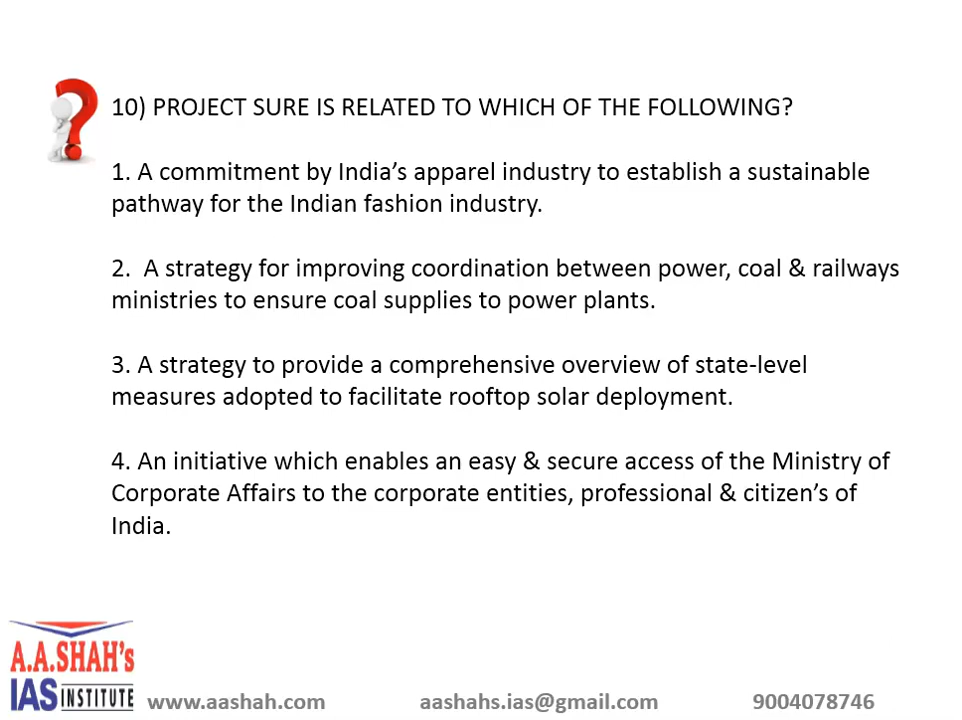 10) PROJECT SURE IS RELATED TO WHICH OF THE FOLLOWING?
1. A commitment by India’s apparel industry to establish a sustainable
pathway for the Indian fashion industry.
2.  A strategy for improving coordination between power, coal & railways
ministries to ensure coal supplies to power plants.
3. A strategy to provide a comprehensive overview of state-level
measures adopted to facilitate rooftop solar deployment.
4. An initiative which enables an easy & secure access of the Ministry of
Corporate Affairs to the corporate entities, professional & citizen’s of
India.
A.A.SHAH's
IAS INSTITUTE
www.aashah.com aashahs.ias@gmail.com 9004078746